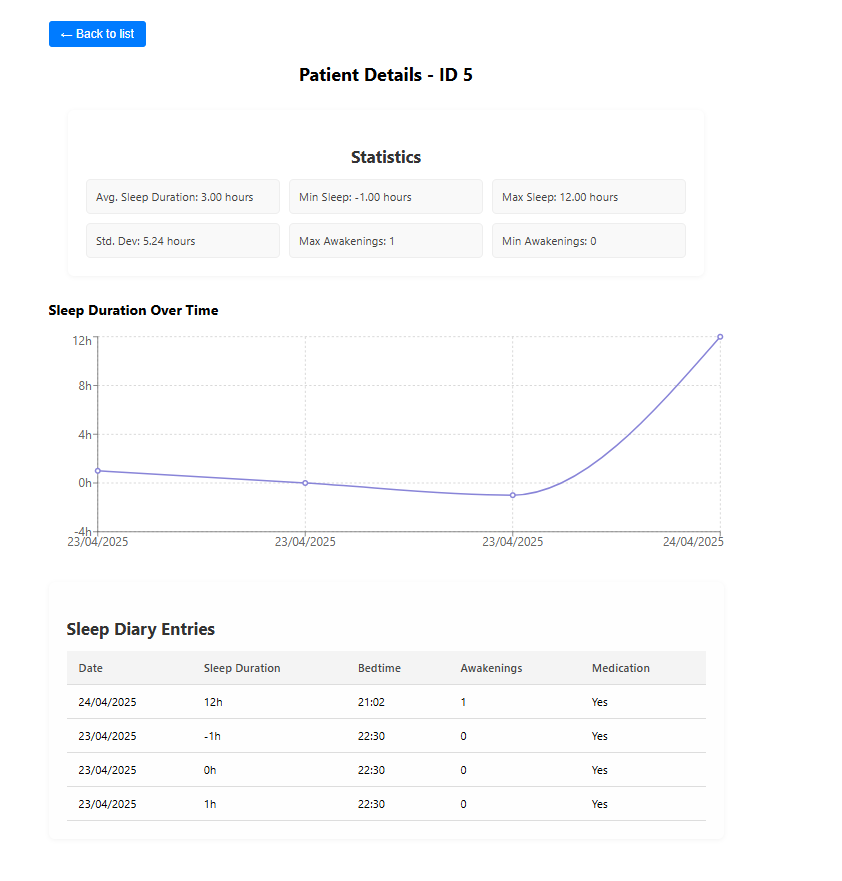 ← Back to list
Patient Details - ID 5
Statistics
Avg. Sleep Duration: 3.00 hours
Min Sleep: -1.00 hours
Max Sleep: 12.00 hours
Std. Dev: 5.24 hours
Max Awakenings: 1
Min Awakenings: 0
Sleep Duration Over Time
12h
8h
4h
0h
-4h
23/04/2025 23/04/2025 23/04/2025 24/04/2025
Sleep Diary Entries
Date Sleep Duration Bedtime Awakenings Medication
24/04/2025 12h 21:02 1 Yes
23/04/2025 -1h 22:30 0 Yes
23/04/2025 0h 22:30 0 Yes
23/04/2025 1h 22:30 0 Yes